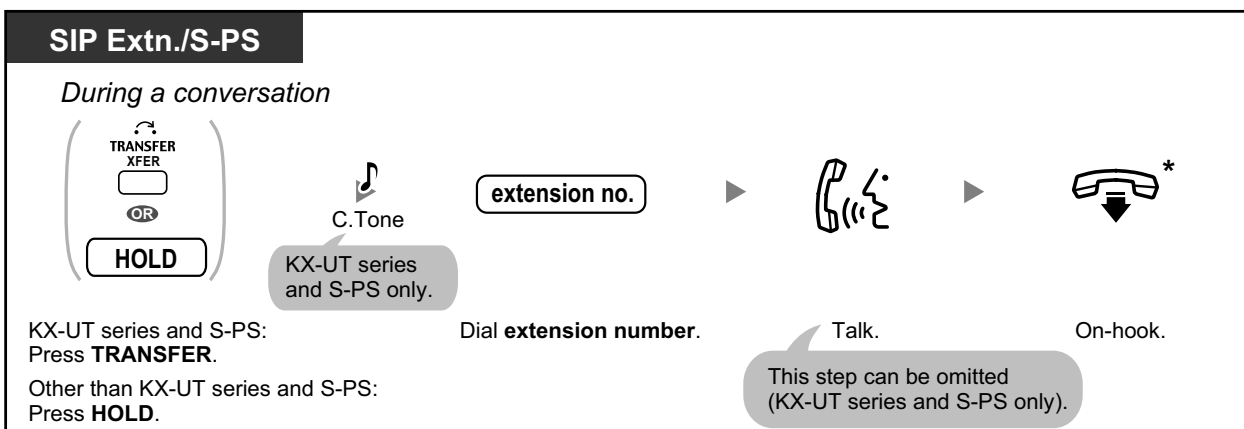 SIP Extn./S-PS
During a conversation
TRANSFER
XFER
OR
HOLD
C.Tone
KX-UT series
and S-PS only.
extension no.
*
KX-UT series and S-PS:
Press TRANSFER.
Other than KX-UT series and S-PS:
Press HOLD.
Dial extension number.
Talk.
This step can be omitted
(KX-UT series and S-PS only).
On-hook.